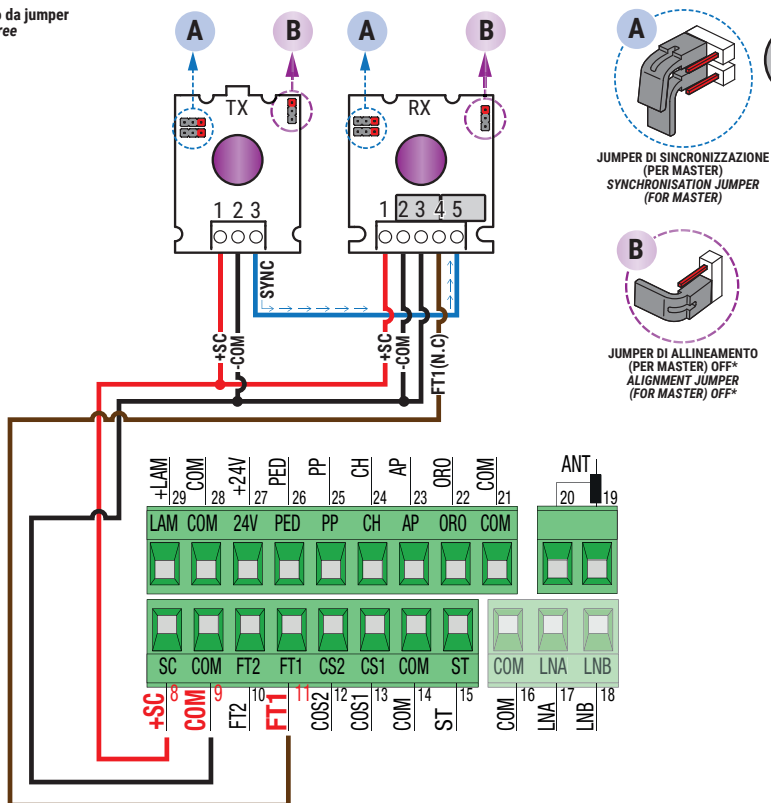 o da jumper
ree
A
B
A
B
TX
RX
1 2 3
1 2 3 4 5
SYNC
+SC
-COM
+SC
-COM
FT1(N.C)
A
JUMPER DI SINCRONIZZAZIONE
(PER MASTER)
SYNCHRONISATION JUMPER
(FOR MASTER)
B
JUMPER DI ALLINEAMENTO
(PER MASTER) OFF*
ALIGNMENT JUMPER
(FOR MASTER) OFF*
+LAM COM +24V PED PP CH AP ORO COM ANT
29 28 27 26 25 24 23 22 21 20 19
LAM COM 24V PED PP CH AP ORO COM
SC COM FT2 FT1 CS2 CS1 COM ST COM LNA LNB
8 9 10 11 12 13 14 15 16 17 18
+SC COM FT2 FT1 COS2 COS1 COM ST COM LNA LNB